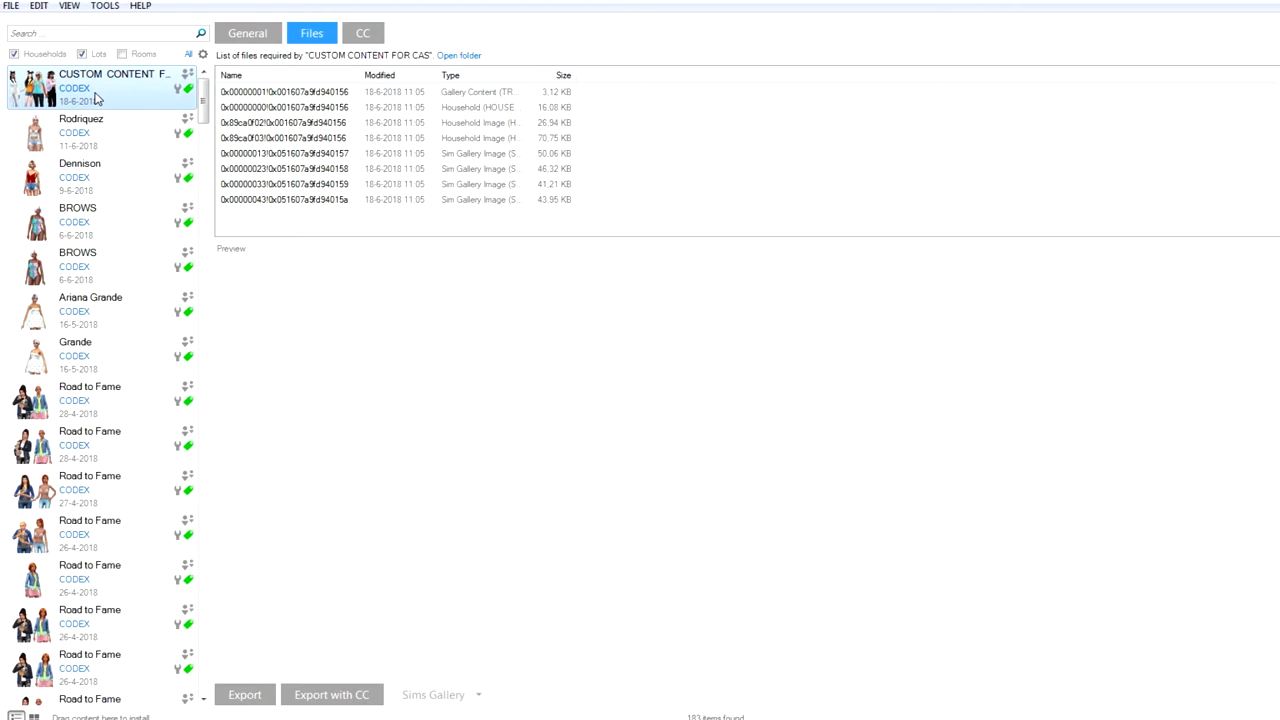 FILE EDIT VIEW TOOLS HELP
Search...
Households Lots Rooms All
General Files CC
List of files required by "CUSTOM CONTENT FOR CAS". Open folder
CUSTOM CONTENT F...
CODEX
18-6-201
Rodriquez
CODEX
11-6-2018
Dennison
CODEX
9-6-2018
BROWS
CODEX
6-6-2018
BROWS
CODEX
6-6-2018
Ariana Grande
CODEX
16-5-2018
Grande
CODEX
16-5-2018
Road to Fame
CODEX
28-4-2018
Road to Fame
CODEX
28-4-2018
Road to Fame
CODEX
27-4-2018
Road to Fame
CODEX
26-4-2018
Road to Fame
CODEX
26-4-2018
Road to Fame
CODEX
26-4-2018
Road to Fame
CODEX
26-4-2018
Road to Fame
Name Modified Type Size
0x00000001!0x001607a9fd940156 18-6-2018 11:05 Gallery Content (TR... 3,12 KB
0x00000000!0x001607a9fd940156 18-6-2018 11:05 Household (HOUSE... 16,08 KB
0x89ca0f02!0x001607a9fd940156 18-6-2018 11:05 Household Image (H... 26,94 KB
0x89ca0f03!0x001607a9fd940156 18-6-2018 11:05 Household Image (H... 70,75 KB
0x00000013!0x051607a9fd940157 18-6-2018 11:05 Sim Gallery Image (S... 50,06 KB
0x00000023!0x051607a9fd940158 18-6-2018 11:05 Sim Gallery Image (S... 46,32 KB
0x00000033!0x051607a9fd940159 18-6-2018 11:05 Sim Gallery Image (S... 41,21 KB
0x00000043!0x051607a9fd94015a 18-6-2018 11:05 Sim Gallery Image (S... 43,95 KB
Preview
Export Export with CC Sims Gallery
Drag content here to install
183 items found